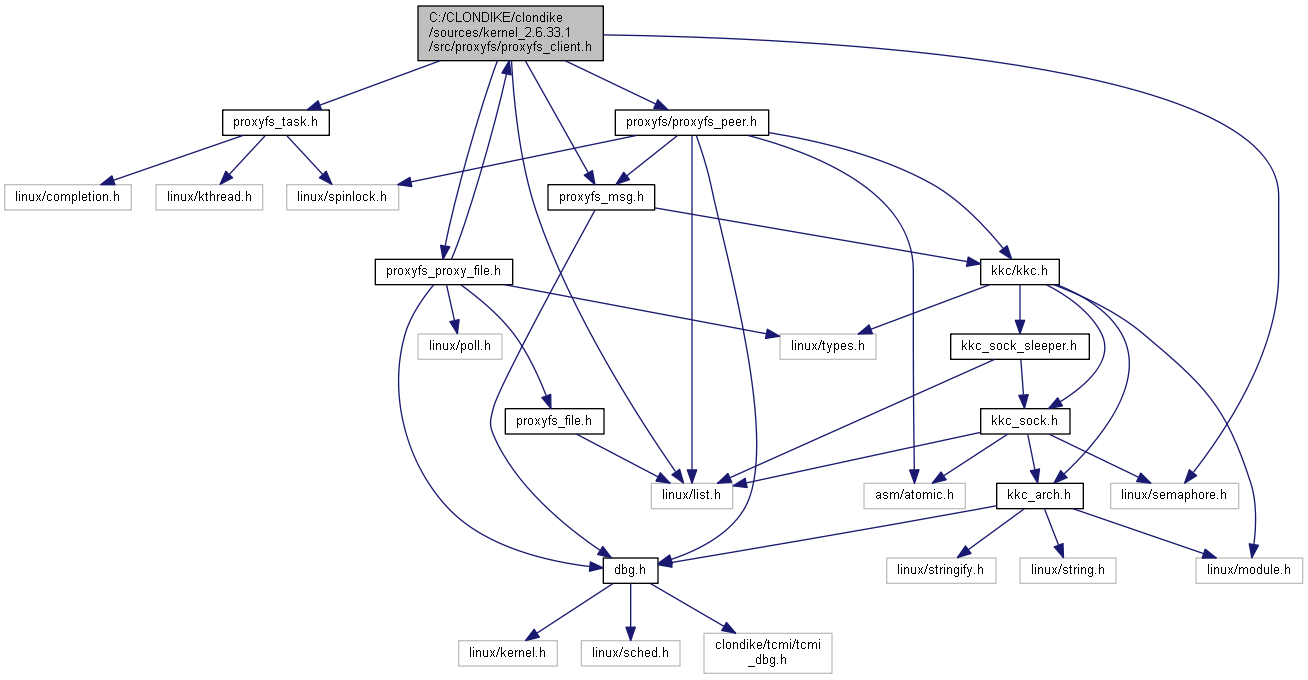 C:/CLONDIKE/clondike
/sources/kernel_2.6.33.1
/src/proxyfs/proxyfs_client.h
proxyfs_task.h
proxyfs/proxyfs_peer.h
linux/completion.h
linux/kthread.h
linux/spinlock.h
proxyfs_msg.h
proxyfs_proxy_file.h
kkc/kkc.h
linux/poll.h
linux/types.h
kkc_sock_sleeper.h
proxyfs_file.h
kkc_sock.h
linux/list.h
asm/atomic.h
kkc_arch.h
linux/semaphore.h
dbg.h
linux/stringify.h
linux/string.h
linux/module.h
linux/kernel.h
linux/sched.h
clondike/tcmi/tcmi
_dbg.h